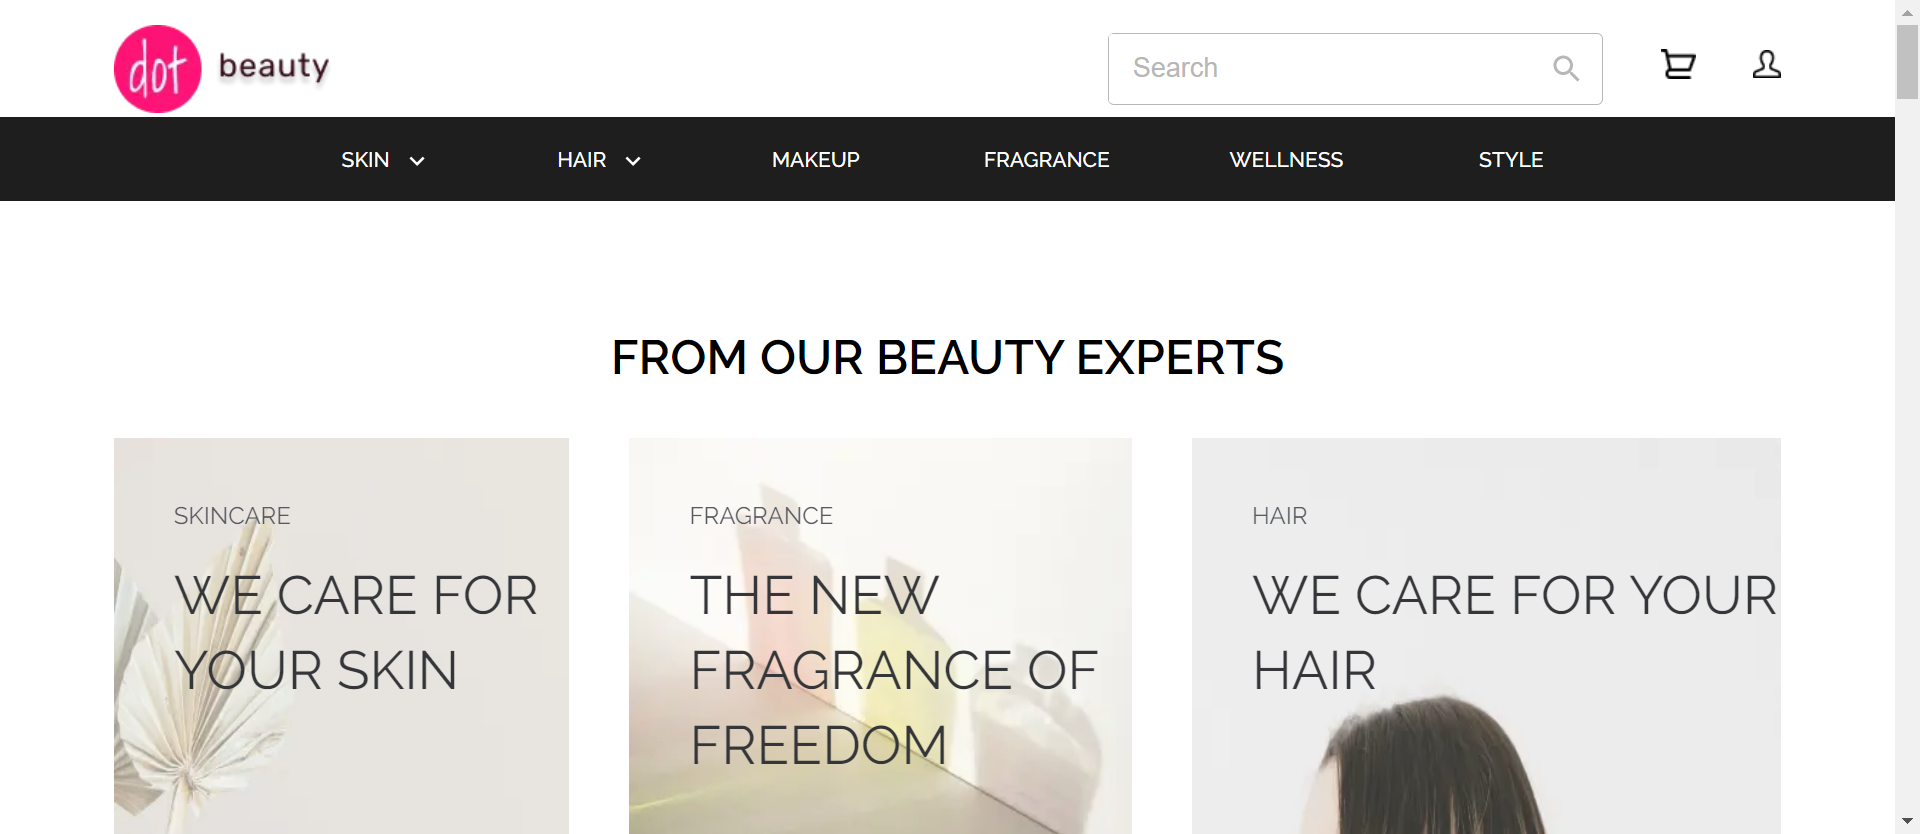 dot beauty
Search
SKIN HAIR MAKEUP FRAGRANCE WELLNESS STYLE
FROM OUR BEAUTY EXPERTS
SKINCARE
WE CARE FOR
YOUR SKIN
FRAGRANCE
THE NEW
FRAGRANCE OF
FREEDOM
HAIR
WE CARE FOR YOUR
HAIR